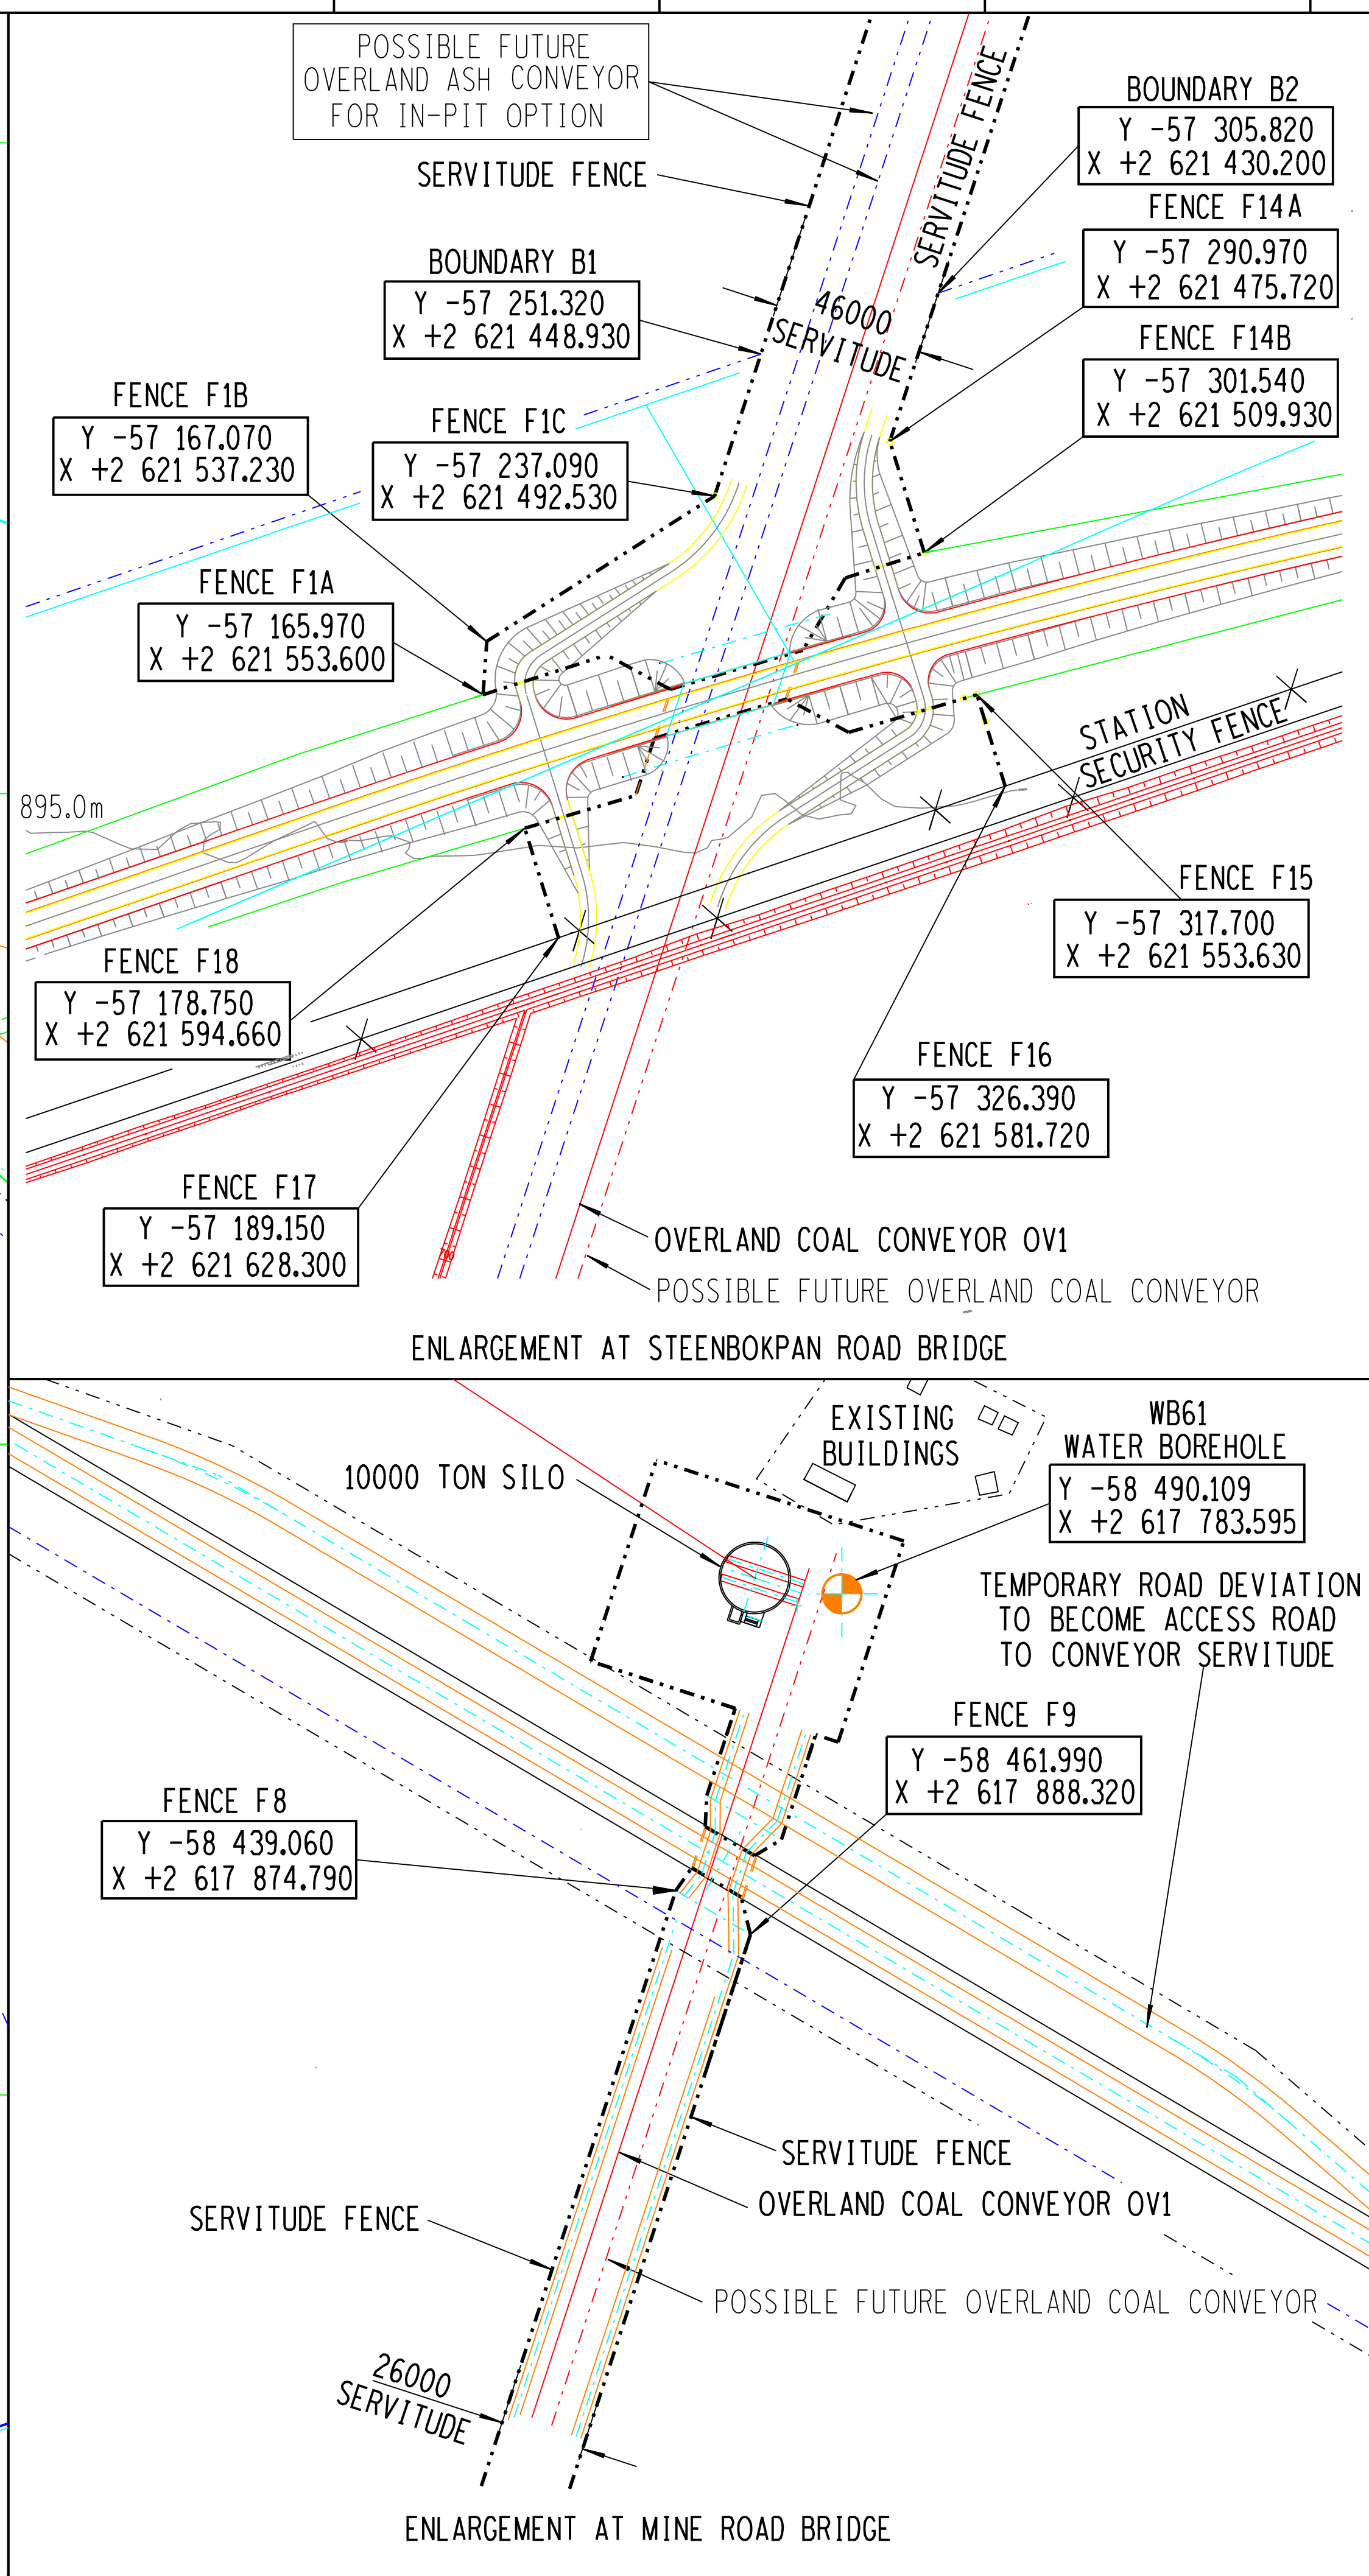 POSSIBLE FUTURE
OVERLAND ASH CONVEYOR
FOR IN-PIT OPTION
SERVITUDE FENCE
SERVITUDE FENCE
BOUNDARY B2
Y -57 305.820
X +2 621 430.200
FENCE F14A
Y -57 290.970
X +2 621 475.720
BOUNDARY B1
Y -57 251.320
X +2 621 448.930
46000
SERVITUDE
FENCE F14B
Y -57 301.540
X +2 621 509.930
FENCE F1B
Y -57 167.070
X +2 621 537.230
FENCE F1C
Y -57 237.090
X +2 621 492.530
FENCE F1A
Y -57 165.970
X +2 621 553.600
STATION
SECURITY FENCE
895.0m
FENCE F15
Y -57 317.700
X +2 621 553.630
FENCE F18
Y -57 178.750
X +2 621 594.660
FENCE F16
Y -57 326.390
X +2 621 581.720
FENCE F17
Y -57 189.150
X +2 621 628.300
OVERLAND COAL CONVEYOR OV1
POSSIBLE FUTURE OVERLAND COAL CONVEYOR
ENLARGEMENT AT STEENBOKPAN ROAD BRIDGE
EXISTING
BUILDINGS
WB61
WATER BOREHOLE
Y -58 490.109
X +2 617 783.595
10000 TON SILO
TEMPORARY ROAD DEVIATION
TO BECOME ACCESS ROAD
TO CONVEYOR SERVITUDE
FENCE F9
Y -58 461.990
X +2 617 888.320
FENCE F8
Y -58 439.060
X +2 617 874.790
SERVITUDE FENCE
OVERLAND COAL CONVEYOR OV1
SERVITUDE FENCE
POSSIBLE FUTURE OVERLAND COAL CONVEYOR
26000
SERVITUDE
ENLARGEMENT AT MINE ROAD BRIDGE